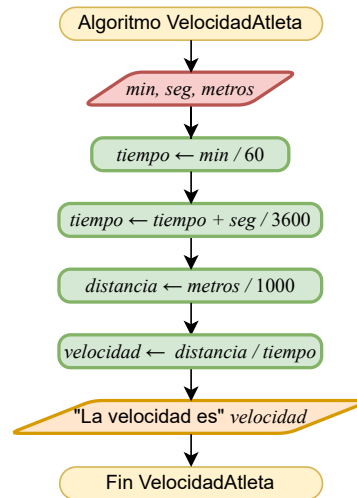 Algoritmo VelocidadAtleta
min, seg, metros
tiempo ← min / 60
tiempo ← tiempo + seg / 3600
distancia ← metros / 1000
velocidad ← distancia / tiempo
"La velocidad es" velocidad
Fin VelocidadAtleta